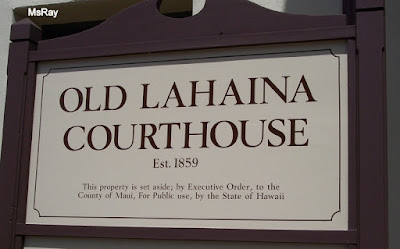 MsRay
OLD LAHAINA
COURTHOUSE
Est. 1859
This property is set aside; by Executive Order, to the
County of Maui, For Public use, by the State of Hawaii